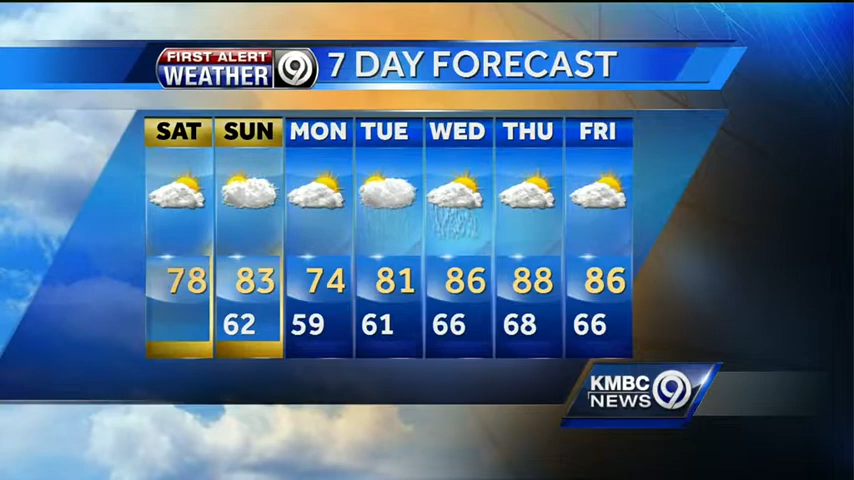 FIRST ALERT
WEATHER 9
7 DAY FORECAST
SAT SUN MON TUE WED THU FRI
78 83 74 81 86 88 86
62 59 61 66 68 66
KMBC 9
NEWS